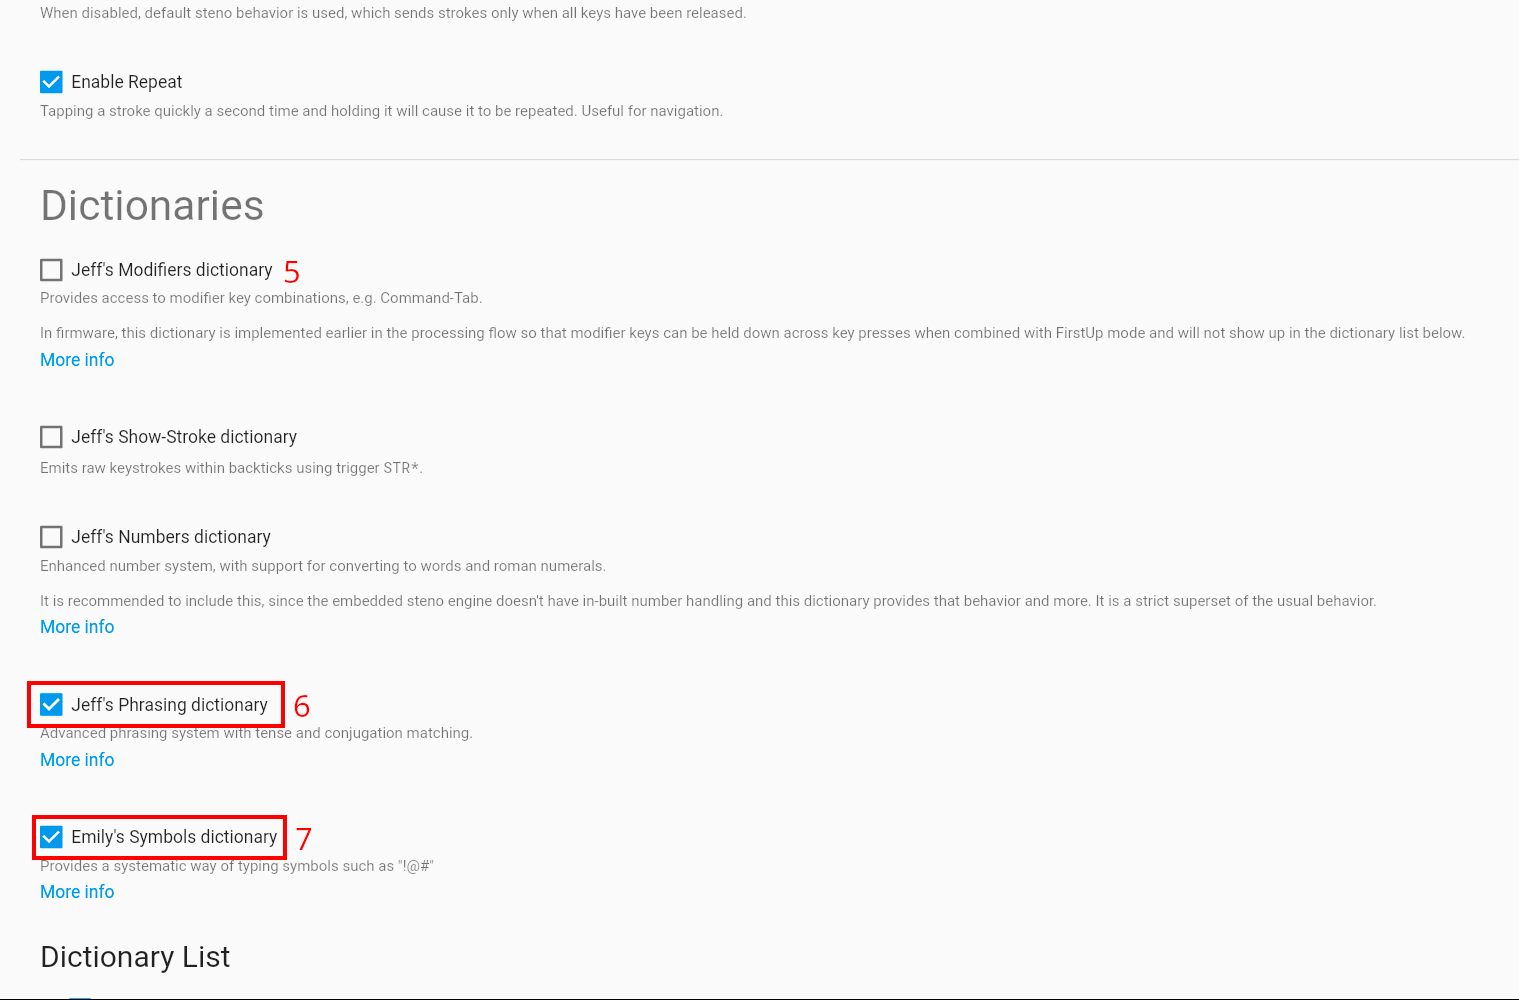 When disabled, default steno behavior is used, which sends strokes only when all keys have been released.
Enable Repeat
Tapping a stroke quickly a second time and holding it will cause it to be repeated. Useful for navigation.
Dictionaries
Jeff's Modifiers dictionary 5
Provides access to modifier key combinations, e.g. Command-Tab.
In firmware, this dictionary is implemented earlier in the processing flow so that modifier keys can be held down across key presses when combined with FirstUp mode and will not show up in the dictionary list below.
More info
Jeff's Show-Stroke dictionary
Emits raw keystrokes within backticks using trigger STR*.
Jeff's Numbers dictionary
Enhanced number system, with support for converting to words and roman numerals.
It is recommended to include this, since the embedded steno engine doesn't have in-built number handling and this dictionary provides that behavior and more. It is a strict superset of the usual behavior.
More info
Jeff's Phrasing dictionary 6
Advanced phrasing system with tense and conjugation matching.
More info
Emily's Symbols dictionary 7
Provides a systematic way of typing symbols such as "!@#"
More info
Dictionary List